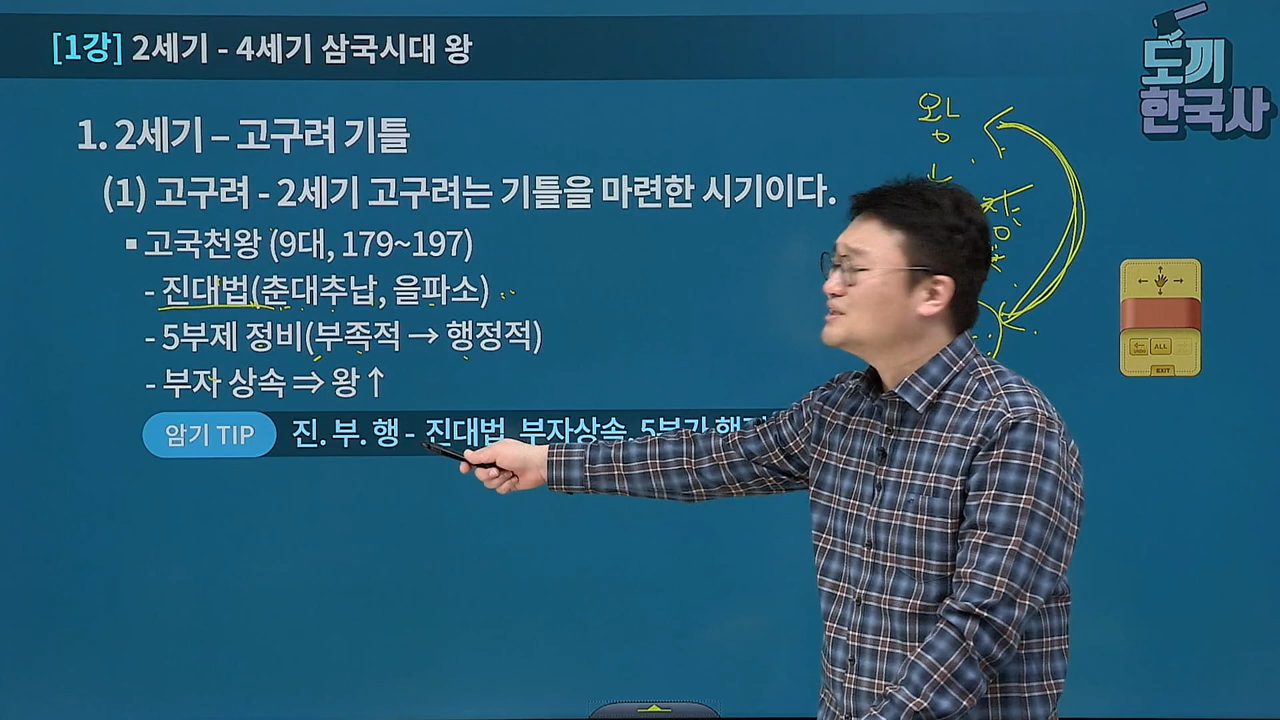 [1강] 2세기 - 4세기 삼국시대 왕
도끼
한국사
1. 2세기 – 고구려 기틀
(1) 고구려 - 2세기 고구려는 기틀을 마련한 시기이다.
▪ 고국천왕 (9대, 179~197)
- 진대법(춘대추납, 을파소)
- 5부제 정비(부족적 → 행정적)
- 부자 상속 ⇒ 왕↑
암기 TIP 진. 부. 행 - 진대법, 부자상속, 5부가
왕
ALL
EXIT